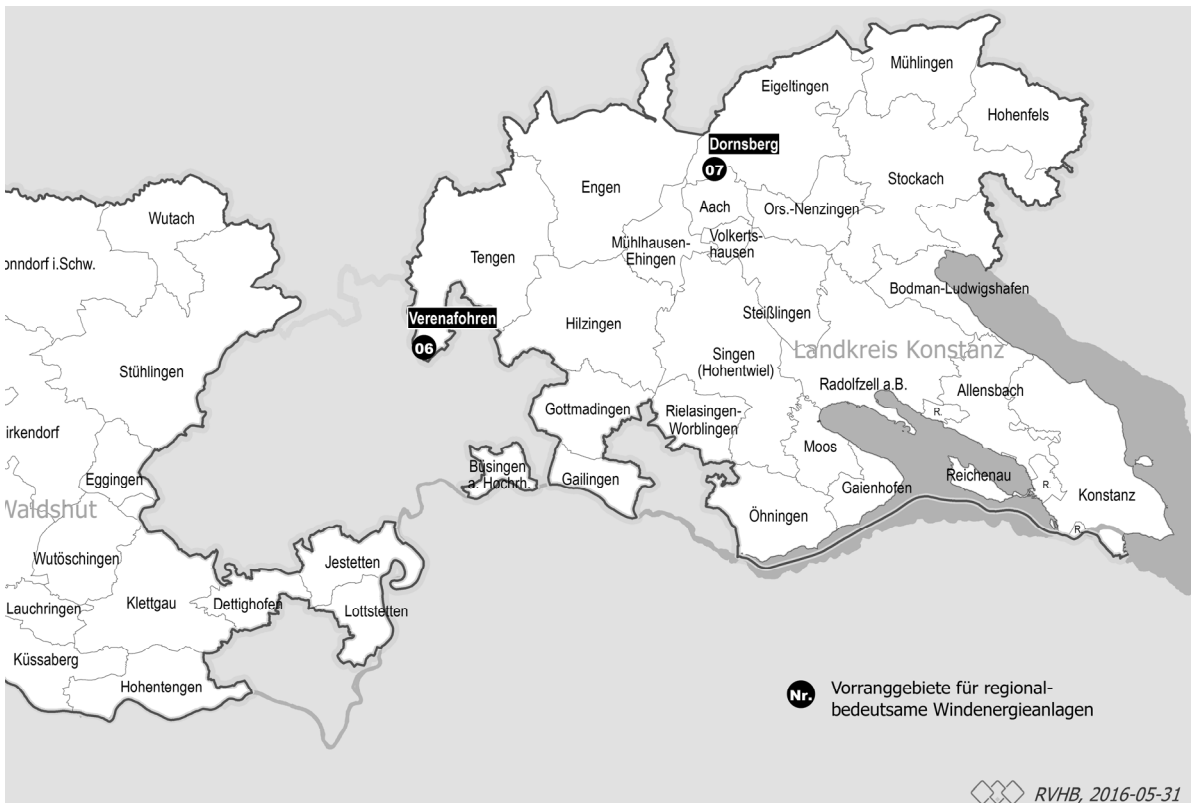 Mühlingen
Eigeltingen
Hohenfels
Dornsberg
07
Engen
Stockach
Aach
Ors.-Nenzingen
Wutach
Mühlhausen-
Ehingen
Volkerts-
hausen
onndorf i.Schw.
Tengen
Bodman-Ludwigshafen
Verenafohren
06
Hilzingen
Steißlingen
Landkreis Konstanz
Singen
(Hohentwiel)
Stühlingen
Radolfzell a.B.
Allensbach
Gottmadingen
Rielasingen-
Worblingen
R.
irkendorf
Moos
Büsingen
a. Hochrh.
Gailingen
Eggingen
Reichenau
R.
Gaienhofen
Konstanz
Waldshut
Öhningen
R.
Wutöschingen
Jestetten
Lauchringen
Klettgau
Dettighofen
Lottstetten
Küssaberg
Hohentengen
Nr.
Vorranggebiete für regional-
bedeutsame Windenergieanlagen
RVHB, 2016-05-31